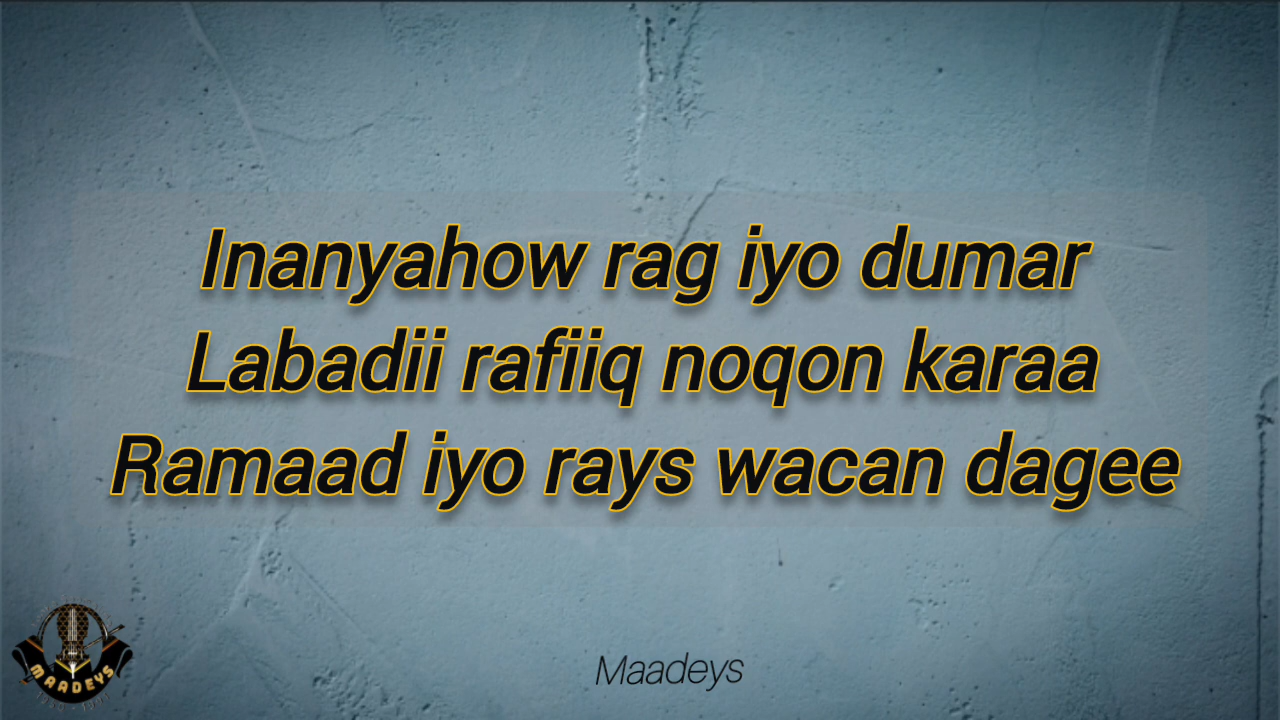 Inanyahow rag iyo dumar
Labadii rafiiq noqon karaa
Ramaad iyo rays wacan dagee
MAADEYS
Maadeys